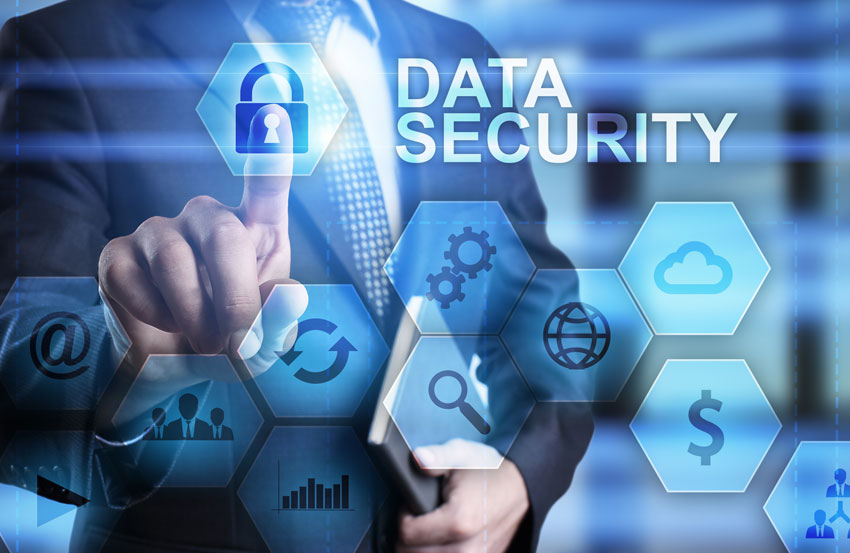 DATA
SECURITY
@
$